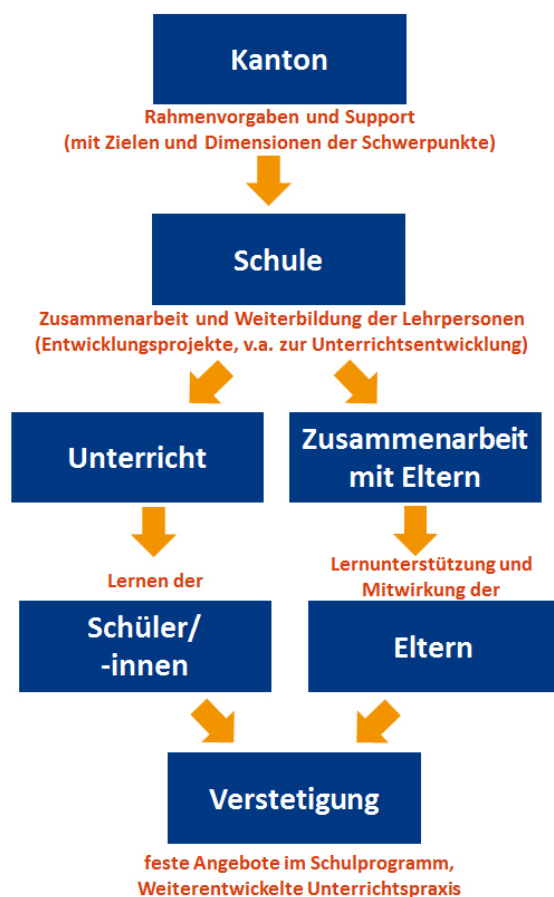 Kanton
Rahmenvorgaben und Support
(mit Zielen und Dimensionen der Schwerpunkte)
Schule
Zusammenarbeit und Weiterbildung der Lehrpersonen
(Entwicklungsprojekte, v.a. zur Unterrichtsentwicklung)
Unterricht
Zusammenarbeit
mit Eltern
Lernen der
Lernunterstützung und
Mitwirkung der
Schüler/
-innen
Eltern
Verstetigung
feste Angebote im Schulprogramm,
Weiterentwickelte Unterrichtspraxis